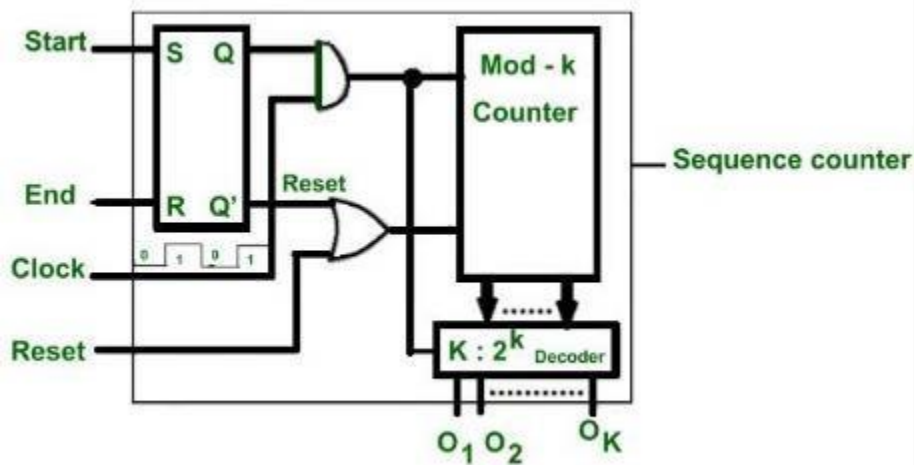 Start
S Q
Mod - k
Counter
Sequence counter
End
R Q'
Reset
0 1 0 1
Clock
Reset
K : 2k Decoder
O1 O2 OK